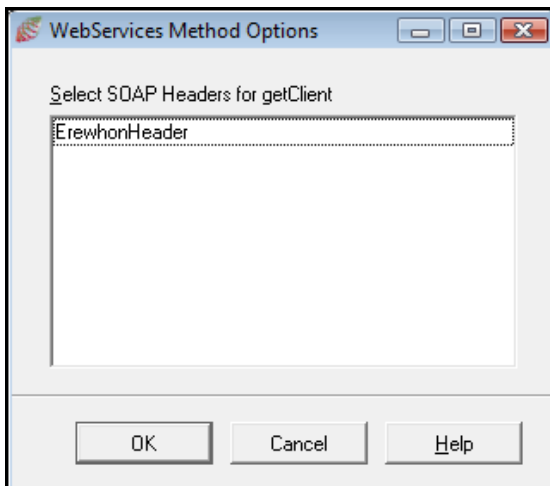 WebServices Method Options
Select SOAP Headers for getClient
ErewhonHeader
OK Cancel Help